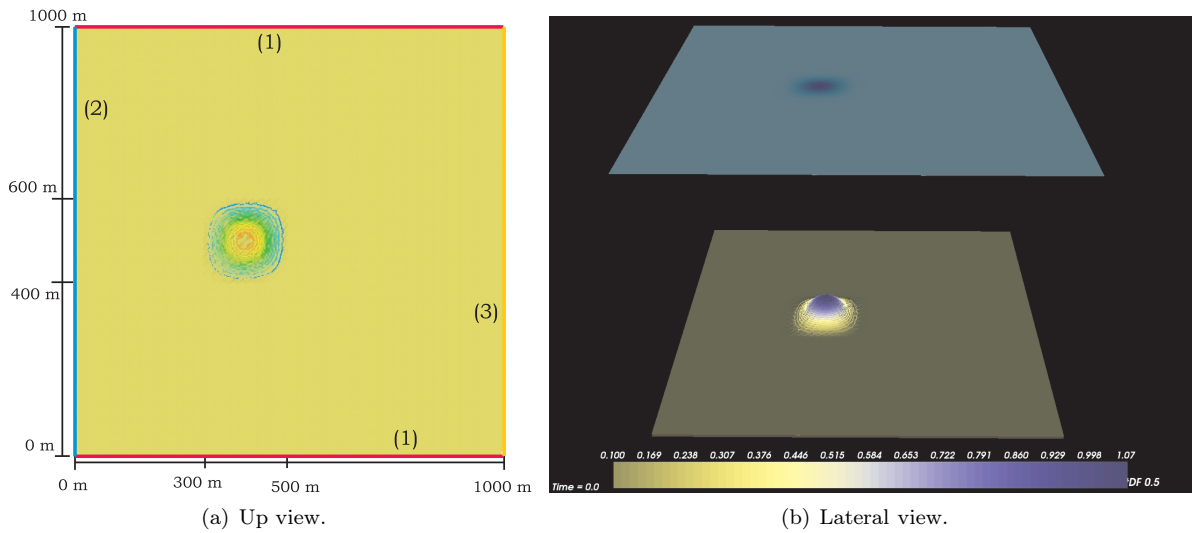 1000 m
(1)
(2)
600 m
400 m
(3)
(1)
0 m
0 m
300 m
500 m
1000 m
(a) Up view.
0.100 0.169 0.238 0.307 0.376 0.446 0.515 0.584 0.653 0.722 0.791 0.860 0.929 0.998 1.07
Time = 0.0
DF 0.5
(b) Lateral view.